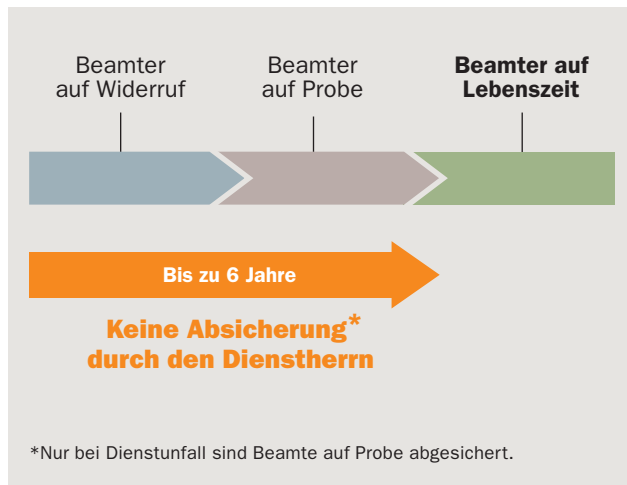 Beamter
auf Widerruf
Beamter
auf Probe
Beamter auf
Lebenszeit
Bis zu 6 Jahre
Keine Absicherung*
durch den Dienstherrn
*Nur bei Dienstunfall sind Beamte auf Probe abgesichert.